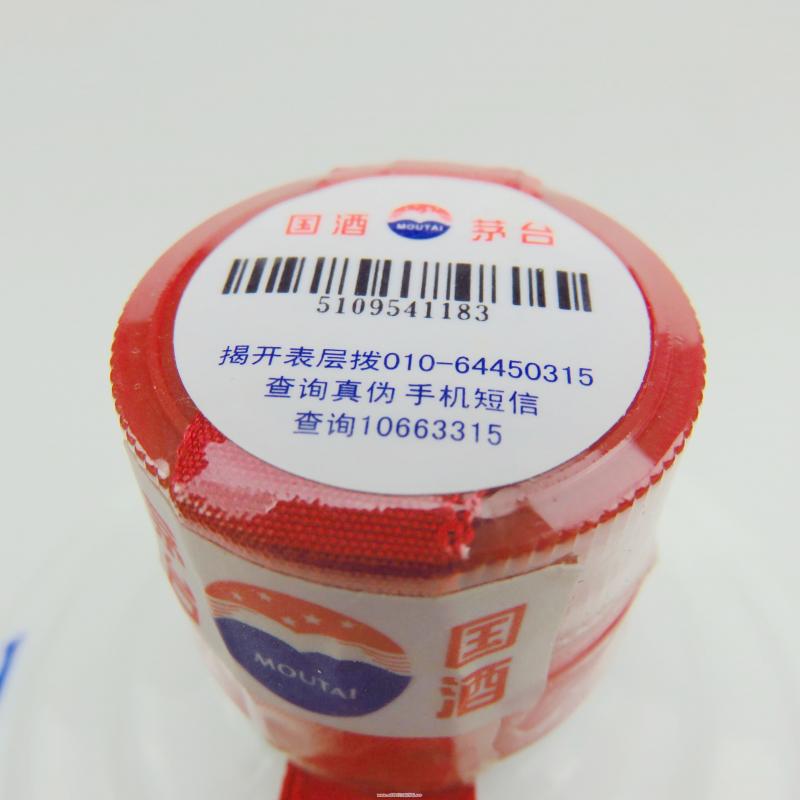 国酒 MOUTAI 茅台
5109541183
揭开表层拨010-64450315
查询真伪 手机短信
查询10663315
MOUTAI
国酒